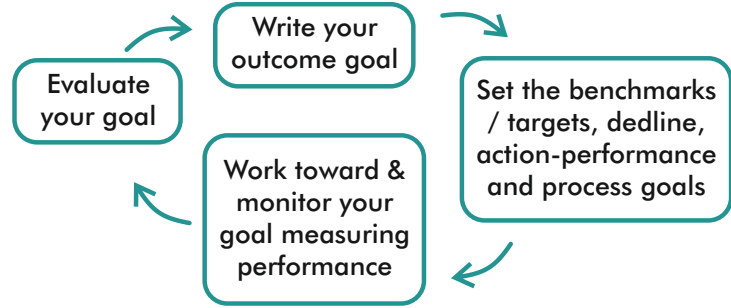 Write your
outcome goal
Set the benchmarks
/ targets, dedline,
action-performance
and process goals
Work toward &
monitor your
goal measuring
performance
Evaluate
your goal